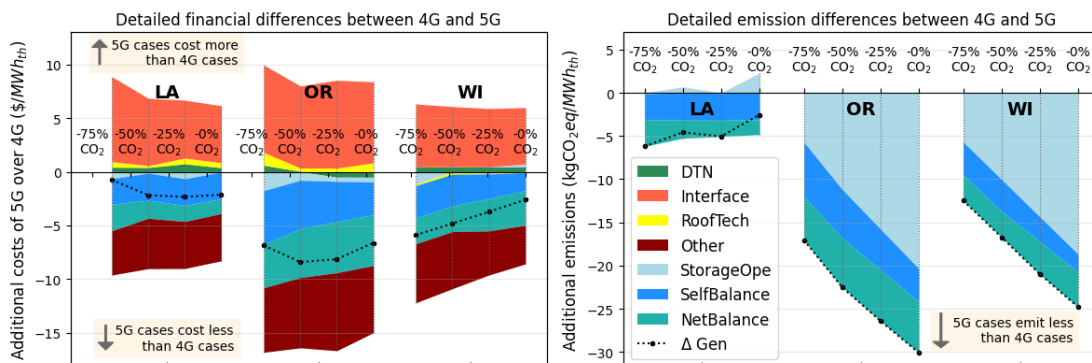 Detailed financial differences between 4G and 5G
Additional costs of 5G over 4G ($/MWh_th)
10
5
0
−5
−10
−15
5G cases cost more
than 4G cases
LA
OR
WI
-75% -50% -25% -0%
CO₂ CO₂ CO₂ CO₂
-75% -50% -25% -0%
CO₂ CO₂ CO₂ CO₂
-75% -50% -25% -0%
CO₂ CO₂ CO₂ CO₂
5G cases cost less
than 4G cases
Detailed emission differences between 4G and 5G
Additional emissions (kgCO₂eq/MWh_th)
5
0
−5
−10
−15
−20
−25
−30
-75% -50% -25% -0%
CO₂ CO₂ CO₂ CO₂
-75% -50% -25% -0%
CO₂ CO₂ CO₂ CO₂
-75% -50% -25% -0%
CO₂ CO₂ CO₂ CO₂
LA
OR
WI
DTN
Interface
RoofTech
Other
StorageOpe
SelfBalance
NetBalance
Δ Gen
5G cases emit less
than 4G cases